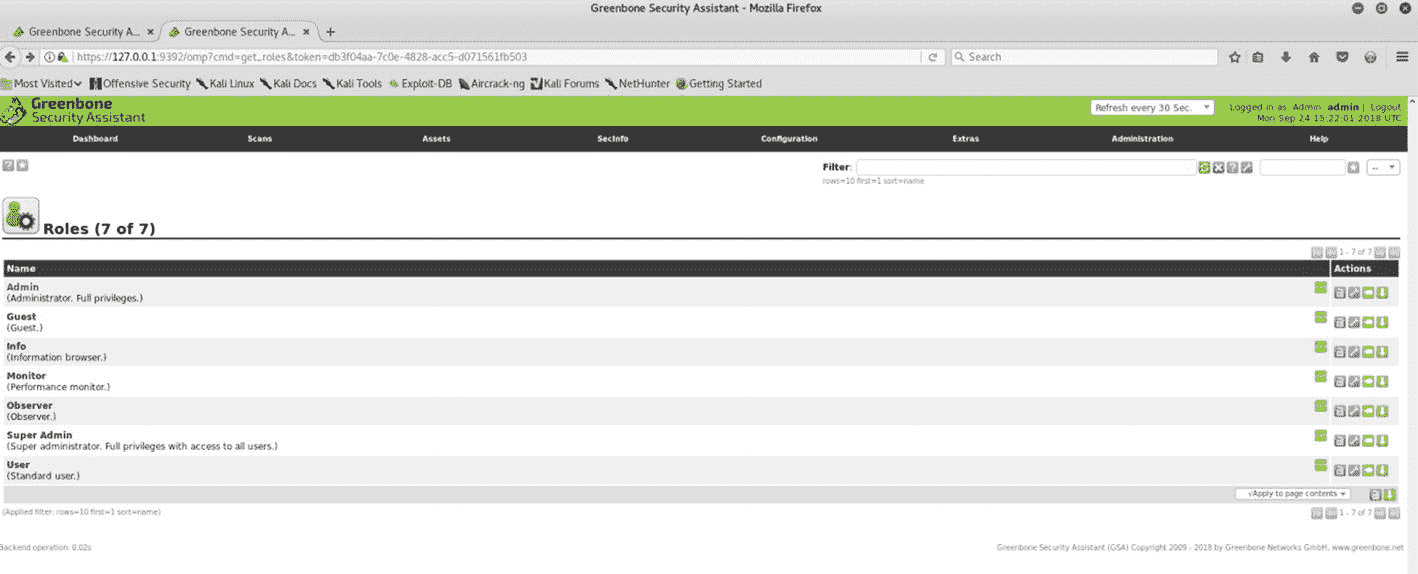 Greenbone Security Assistant - Mozilla Firefox
Greenbone Security A... × Greenbone Security A... × +
https://127.0.0.1:9392/omp?cmd=get_roles&token=db3f04aa-7c0e-4828-acc5-d071561fb503 Search
Most Visited Offensive Security Kali Linux Kali Docs Kali Tools Exploit-DB Aircrack-ng Kali Forums NetHunter Getting Started
Greenbone
Security Assistant
Refresh every 30 Sec.
Logged in as Admin admin | Logout
Mon Sep 24 15:22:01 2018 UTC
Dashboard Scans Assets SecInfo Configuration Extras Administration Help
Filter: --
rows=10 first=1 sort=name
Roles (7 of 7)
1 - 7 of 7
Name Actions
Admin
(Administrator. Full privileges.)
Guest
(Guest.)
Info
(Information browser.)
Monitor
(Performance monitor.)
Observer
(Observer.)
Super Admin
(Super administrator. Full privileges with access to all users.)
User
(Standard user.)
√Apply to page contents
(Applied filter: rows=10 first=1 sort=name) 1 - 7 of 7
Backend operation: 0.02s Greenbone Security Assistant (GSA) Copyright 2009 - 2018 by Greenbone Networks GmbH, www.greenbone.net